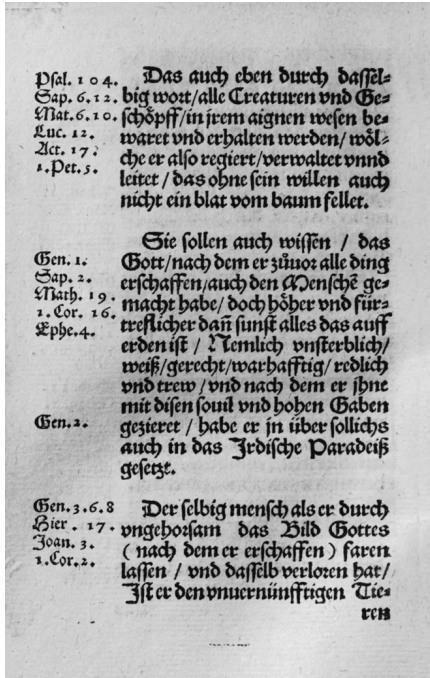 Psal. 104.
Sap. 6.12.
Mat. 6.10.
Luc. 12.
Act. 17.
1. Pet. 5.
Das auch eben durch dassel-
big wort/alle Creaturen vnd Ge-
schöpff/in jrem aignen wesen be-
waret vnd erhalten werden/ wöl-
che er also regiert/verwaltet vnnd
leitet / das ohne sein willen auch
nicht ein blat vom baum fellet.
Gen. 1.
Sap. 2.
Math. 19.
1. Cor. 16.
Ephe. 4.
Gen. 2.
Sie sollen auch wissen / das
Gott/nach dem er zůuor alle ding
erschaffen/auch den Menschẽ ge-
macht habe/ doch höher vnd für-
treflicher dañ sunst alles das auff
erden ist / Nemlich vnsterblich/
weiß/gerecht/warhafftig/ redlich
vnd trew / vnd nach dem er jhne
mit disen souil vnd hohen Gaben
gezieret / habe er jn über sollichs
auch in das Irdische Paradeiß
gesetzt.
Gen. 3.6.8
Hier. 17.
Joan. 3.
1. Cor. 2.
Der selbig mensch als er durch
vngehorsam das Bild Gottes
( nach dem er erschaffen ) faren
lassen / vnd dasselb verloren hat/
Ist er den vnuernünfftigen Tie-
ren